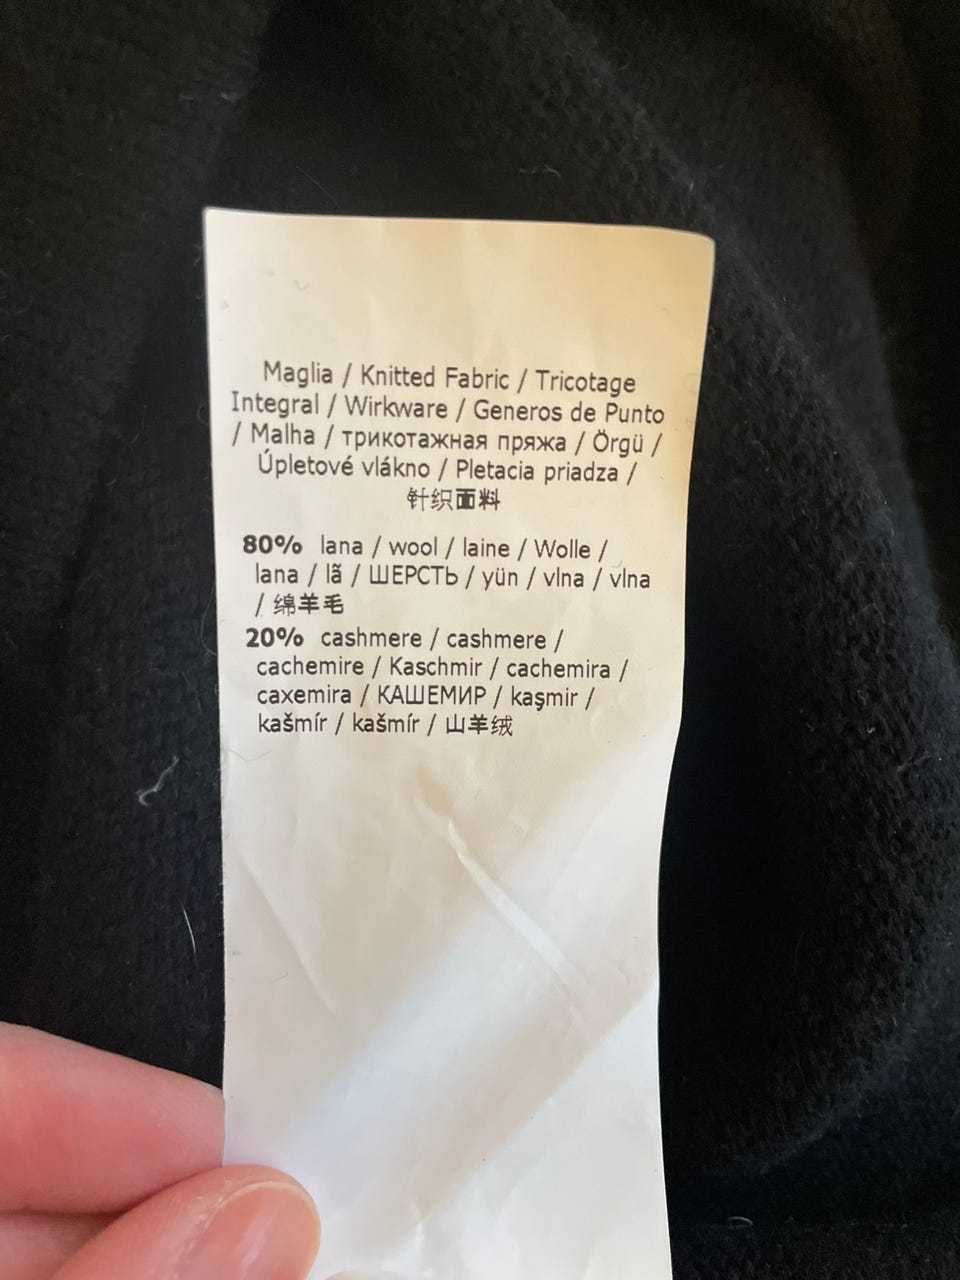 Maglia / Knitted Fabric / Tricotage
Integral / Wirkware / Generos de Punto
/ Malha / трикотажная пряжа / Örgü /
Úpletové vlákno / Pletacia priadza /
针织面料
80% lana / wool / laine / Wolle /
lana / lã / ШЕРСТЬ / yün / vlna / vlna
/ 绵羊毛
20% cashmere / cashmere /
cachemire / Kaschmir / cachemira /
caxemira / КАШЕМИР / kaşmir /
kašmír / kašmír / 山羊绒